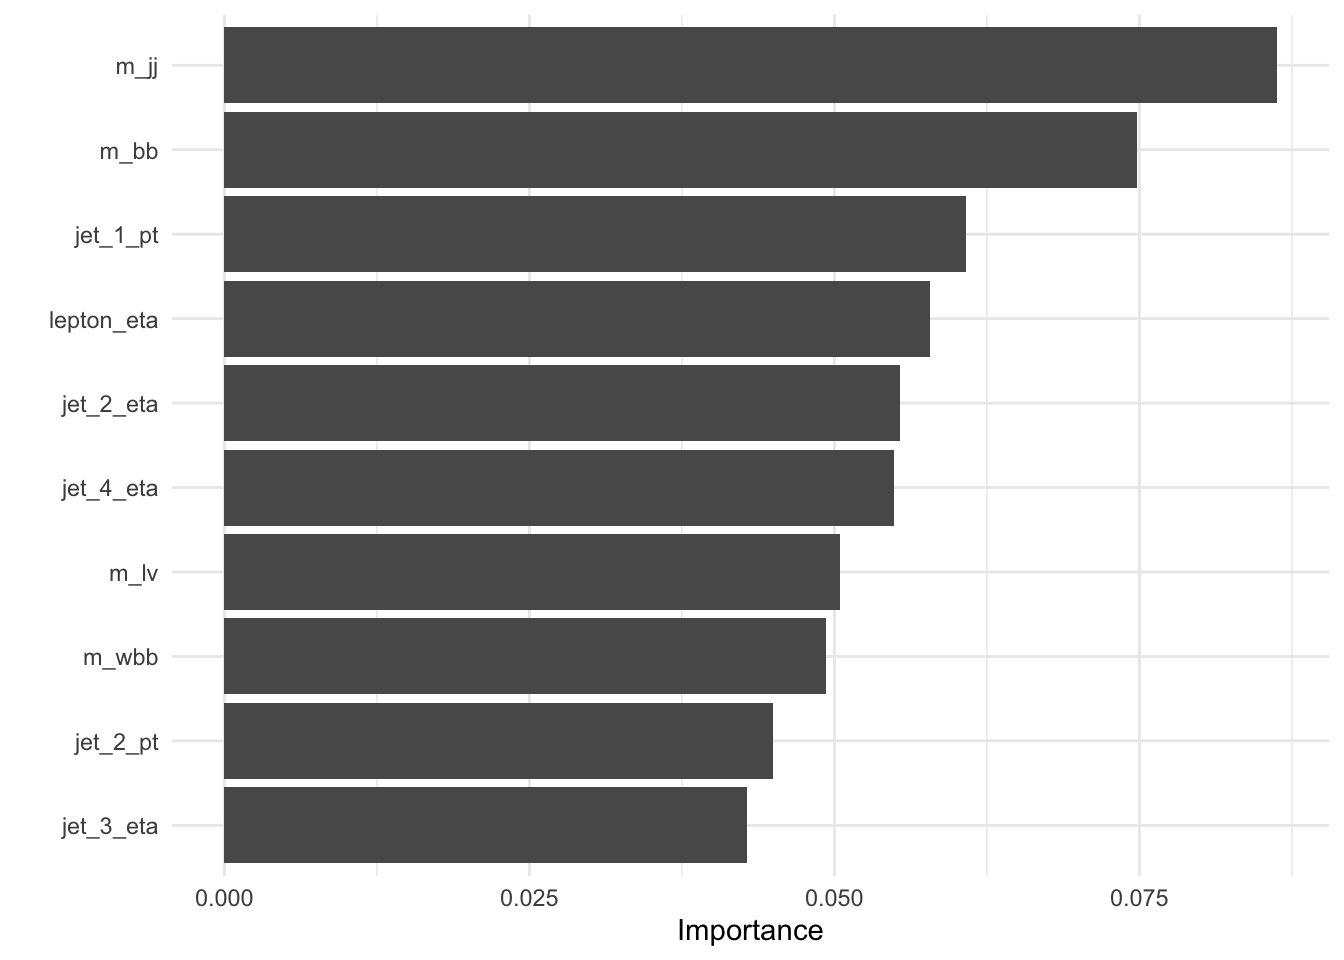 m_jj
m_bb
jet_1_pt
lepton_eta
jet_2_eta
jet_4_eta
m_lv
m_wbb
jet_2_pt
jet_3_eta
0.000 0.025 0.050 0.075
Importance